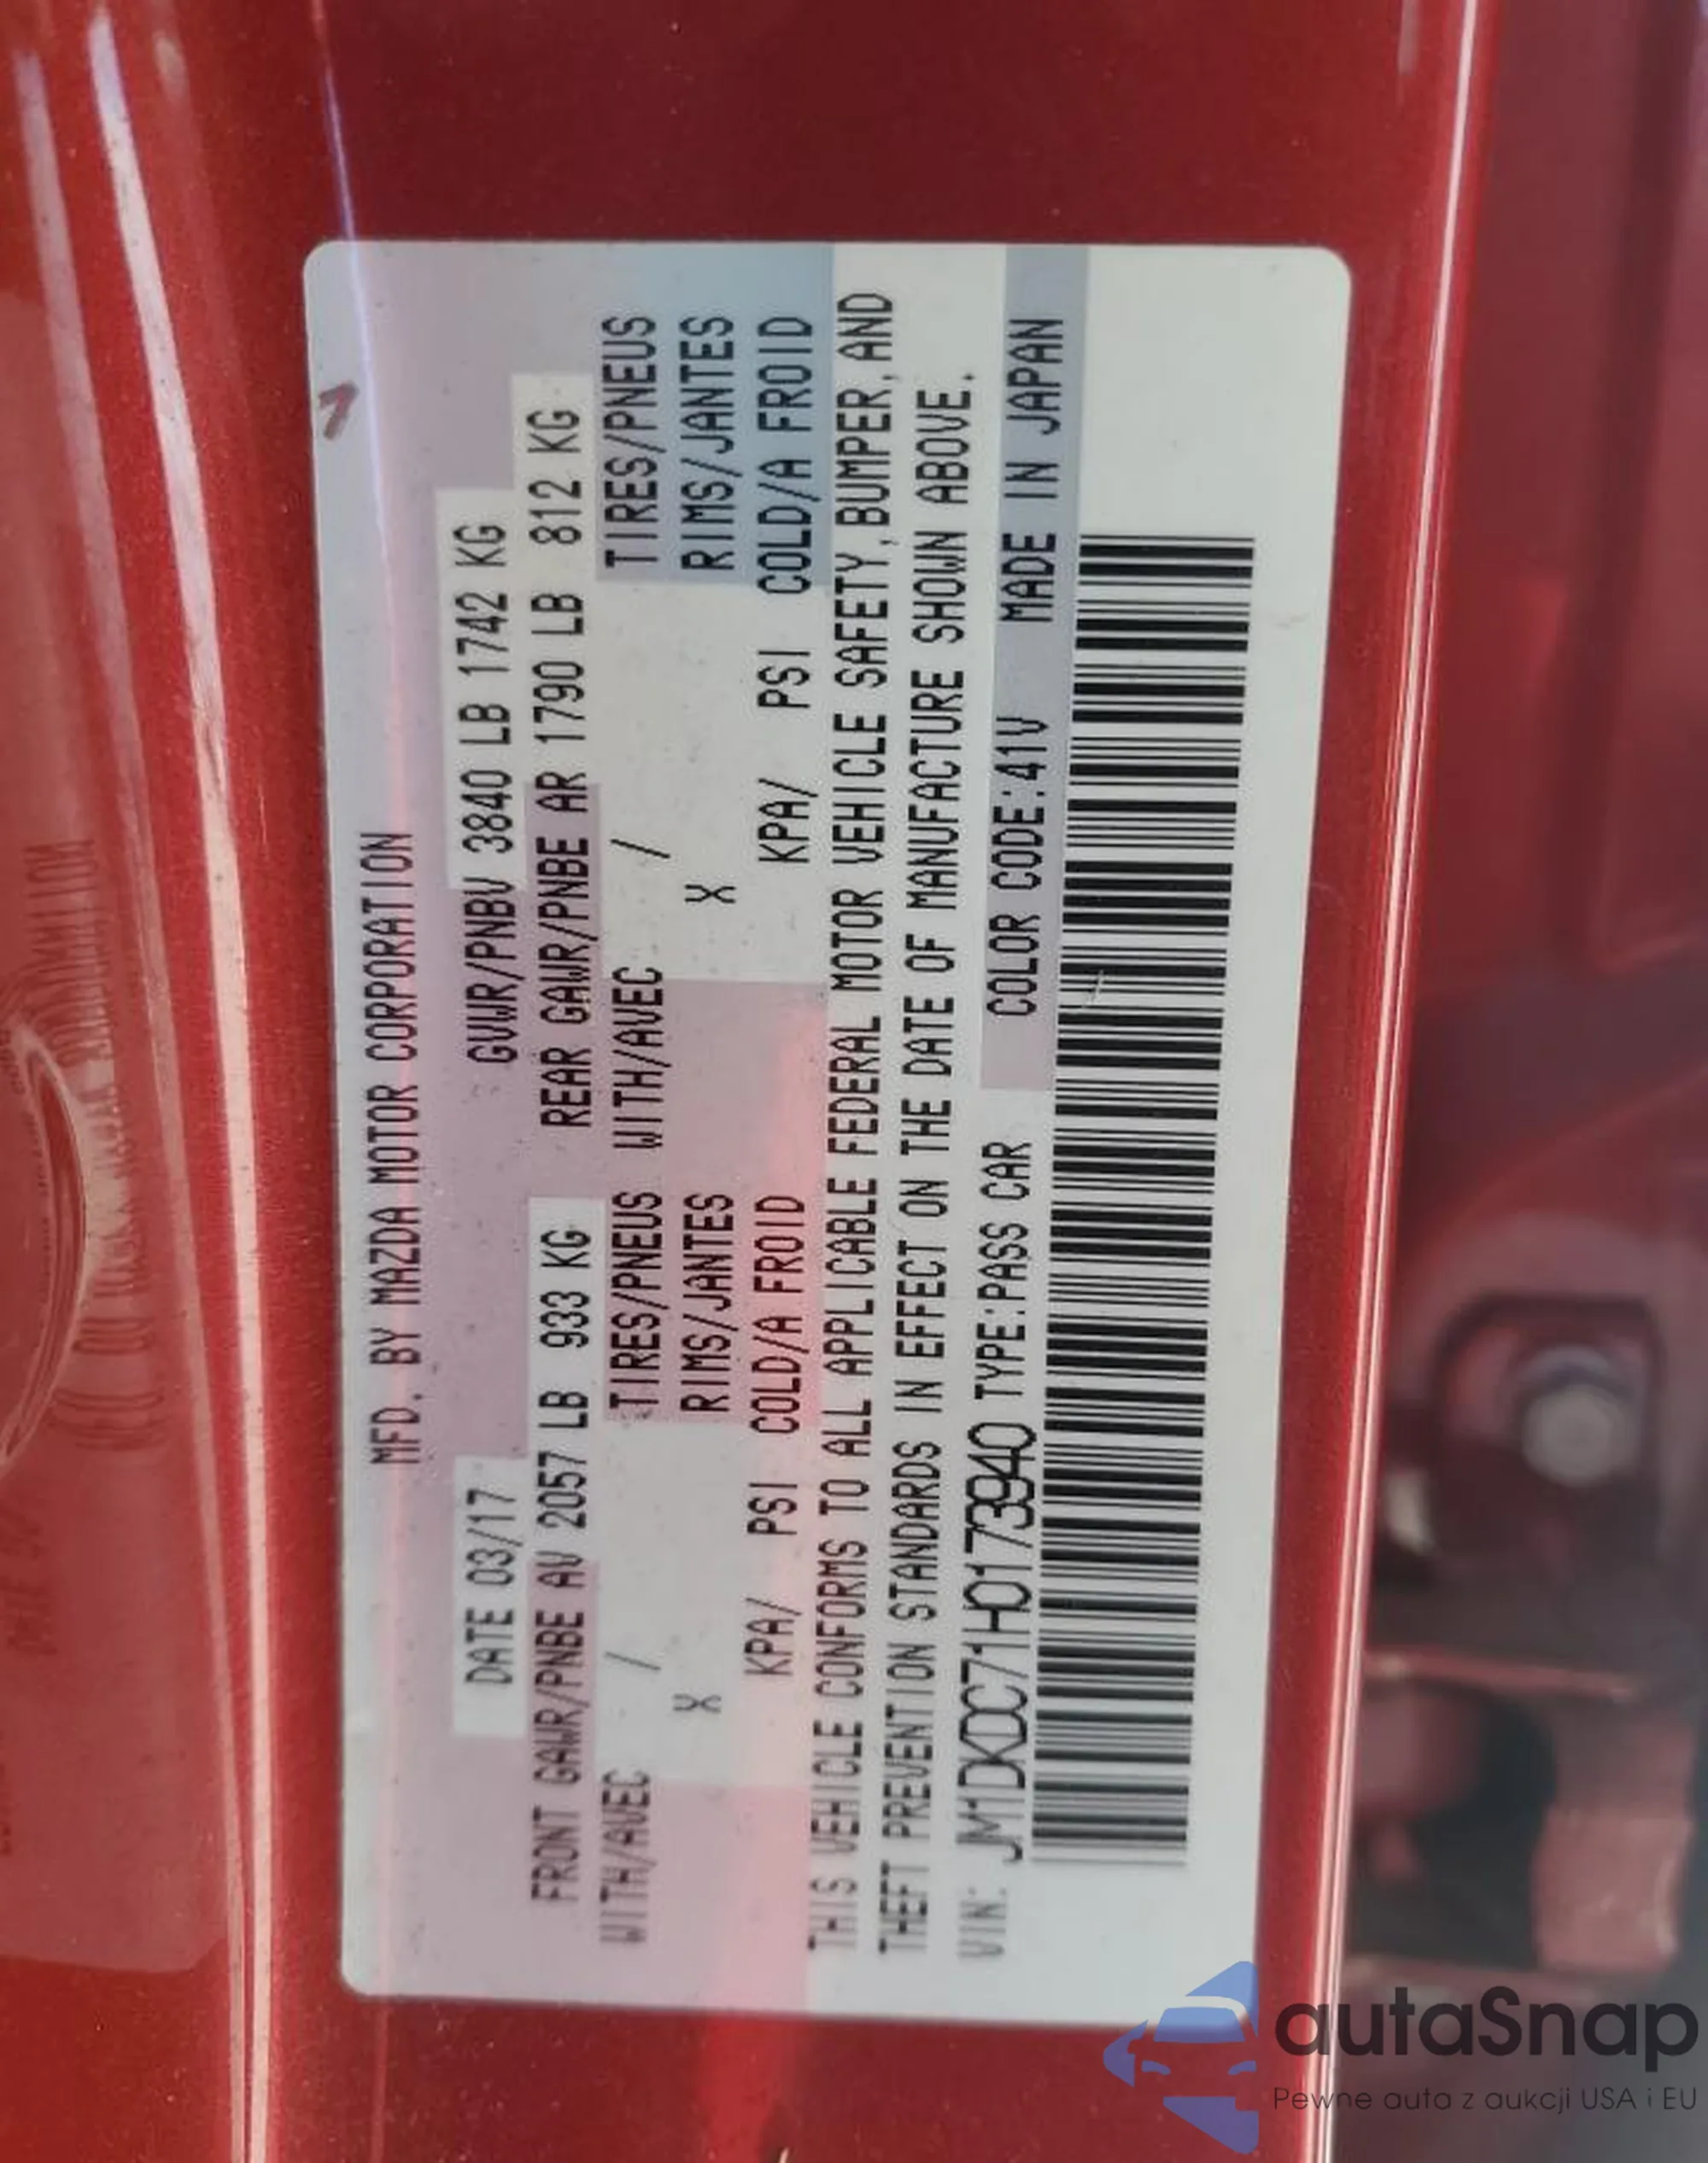 MFD. BY MAZDA MOTOR CORPORATION
DATE 03/17 GVWR/PNBV 3840 LB 1742 KG
FRONT GAWR/PNBE AV 2057 LB 933 KG REAR GAWR/PNBE AR 1790 LB 812 KG
WITH/AVEC / TIRES/PNEUS WITH/AVEC / TIRES/PNEUS
X RIMS/JANTES X RIMS/JANTES
KPA/ PSI COLD/A FROID KPA/ PSI COLD/A FROID
THIS VEHICLE CONFORMS TO ALL APPLICABLE FEDERAL MOTOR VEHICLE SAFETY,BUMPER,AND
THEFT PREVENTION STANDARDS IN EFFECT ON THE DATE OF MANUFACTURE SHOWN ABOVE.
VIN: JM1DKDC71H0173940 TYPE:PASS CAR COLOR CODE:41V MADE IN JAPAN
autaSnap
Pewne auta z aukcji USA i EU